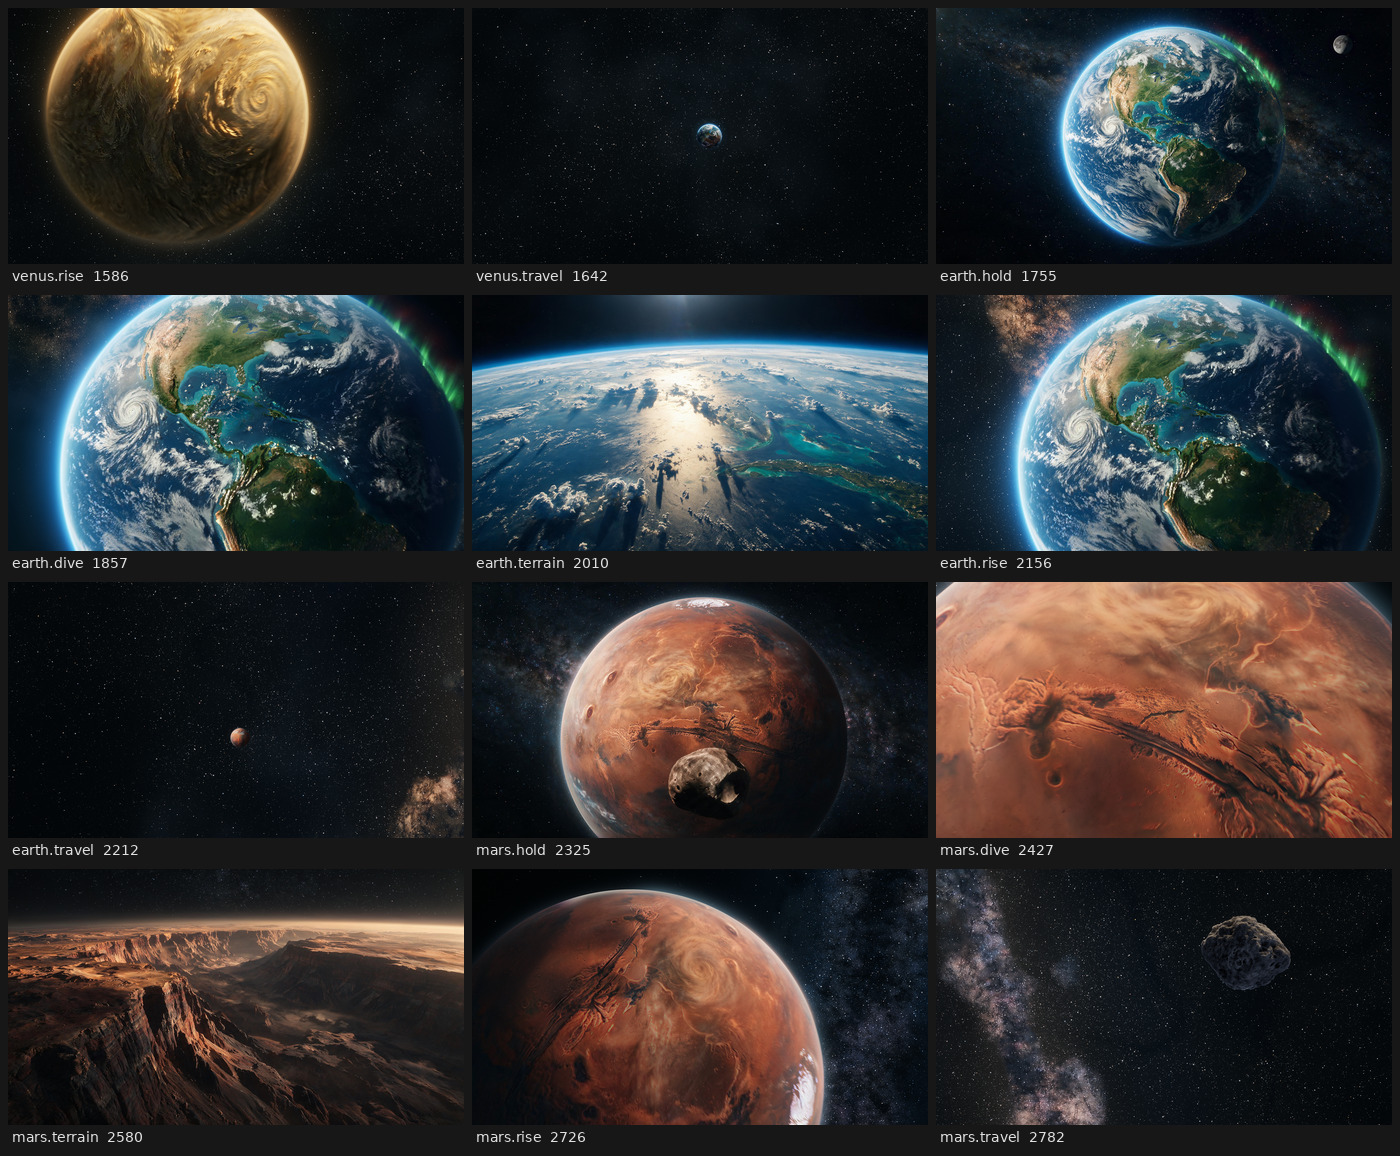 venus.rise 1586
venus.travel 1642
earth.hold 1755
earth.dive 1857
earth.terrain 2010
earth.rise 2156
earth.travel 2212
mars.hold 2325
mars.dive 2427
mars.terrain 2580
mars.rise 2726
mars.travel 2782